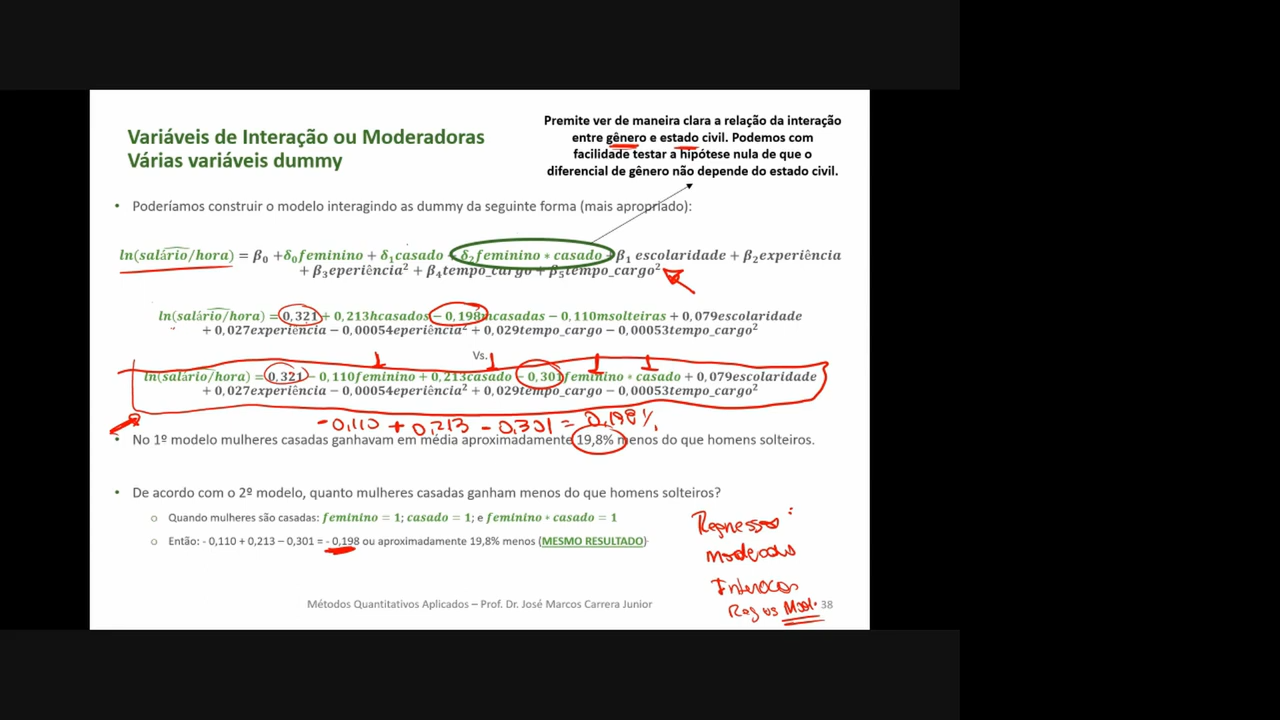 Variáveis de Interação ou Moderadoras
Várias variáveis dummy
Premite ver de maneira clara a relação da interação
entre gênero e estado civil. Podemos com
facilidade testar a hipótese nula de que o
diferencial de gênero não depende do estado civil.
• Poderíamos construir o modelo interagindo as dummy da seguinte forma (mais apropriado):
ln(salário/hora) = β₀ +δ₀feminino + δ₁casado + δ₂feminino ∗ casado + β₁ escolaridade + β₂experiência
+ β₃eperiência² + β₄tempo_cargo + β₅tempo_cargo²
ln(salário/hora) = 0,321 + 0,213hcasados − 0,198mcasadas − 0,110msolteiras + 0,079escolaridade
+ 0,027experiência − 0,00054eperiência² + 0,029tempo_cargo − 0,00053tempo_cargo²
Vs.
ln(salário/hora) = 0,321 − 0,110feminino + 0,213casado − 0,301feminino ∗ casado + 0,079escolaridade
+ 0,027experiência − 0,00054eperiência² + 0,029tempo_cargo − 0,00053tempo_cargo²
-0,110 + 0,213 - 0,301 = 0,198%
• No 1º modelo mulheres casadas ganhavam em média aproximadamente 19,8% menos do que homens solteiros.
• De acordo com o 2º modelo, quanto mulheres casadas ganham menos do que homens solteiros?
o Quando mulheres são casadas: feminino = 1; casado = 1; e feminino ∗ casado = 1
o Então: - 0,110 + 0,213 – 0,301 = - 0,198 ou aproximadamente 19,8% menos (MESMO RESULTADO)
Métodos Quantitativos Aplicados – Prof. Dr. José Marcos Carrera Junior
38